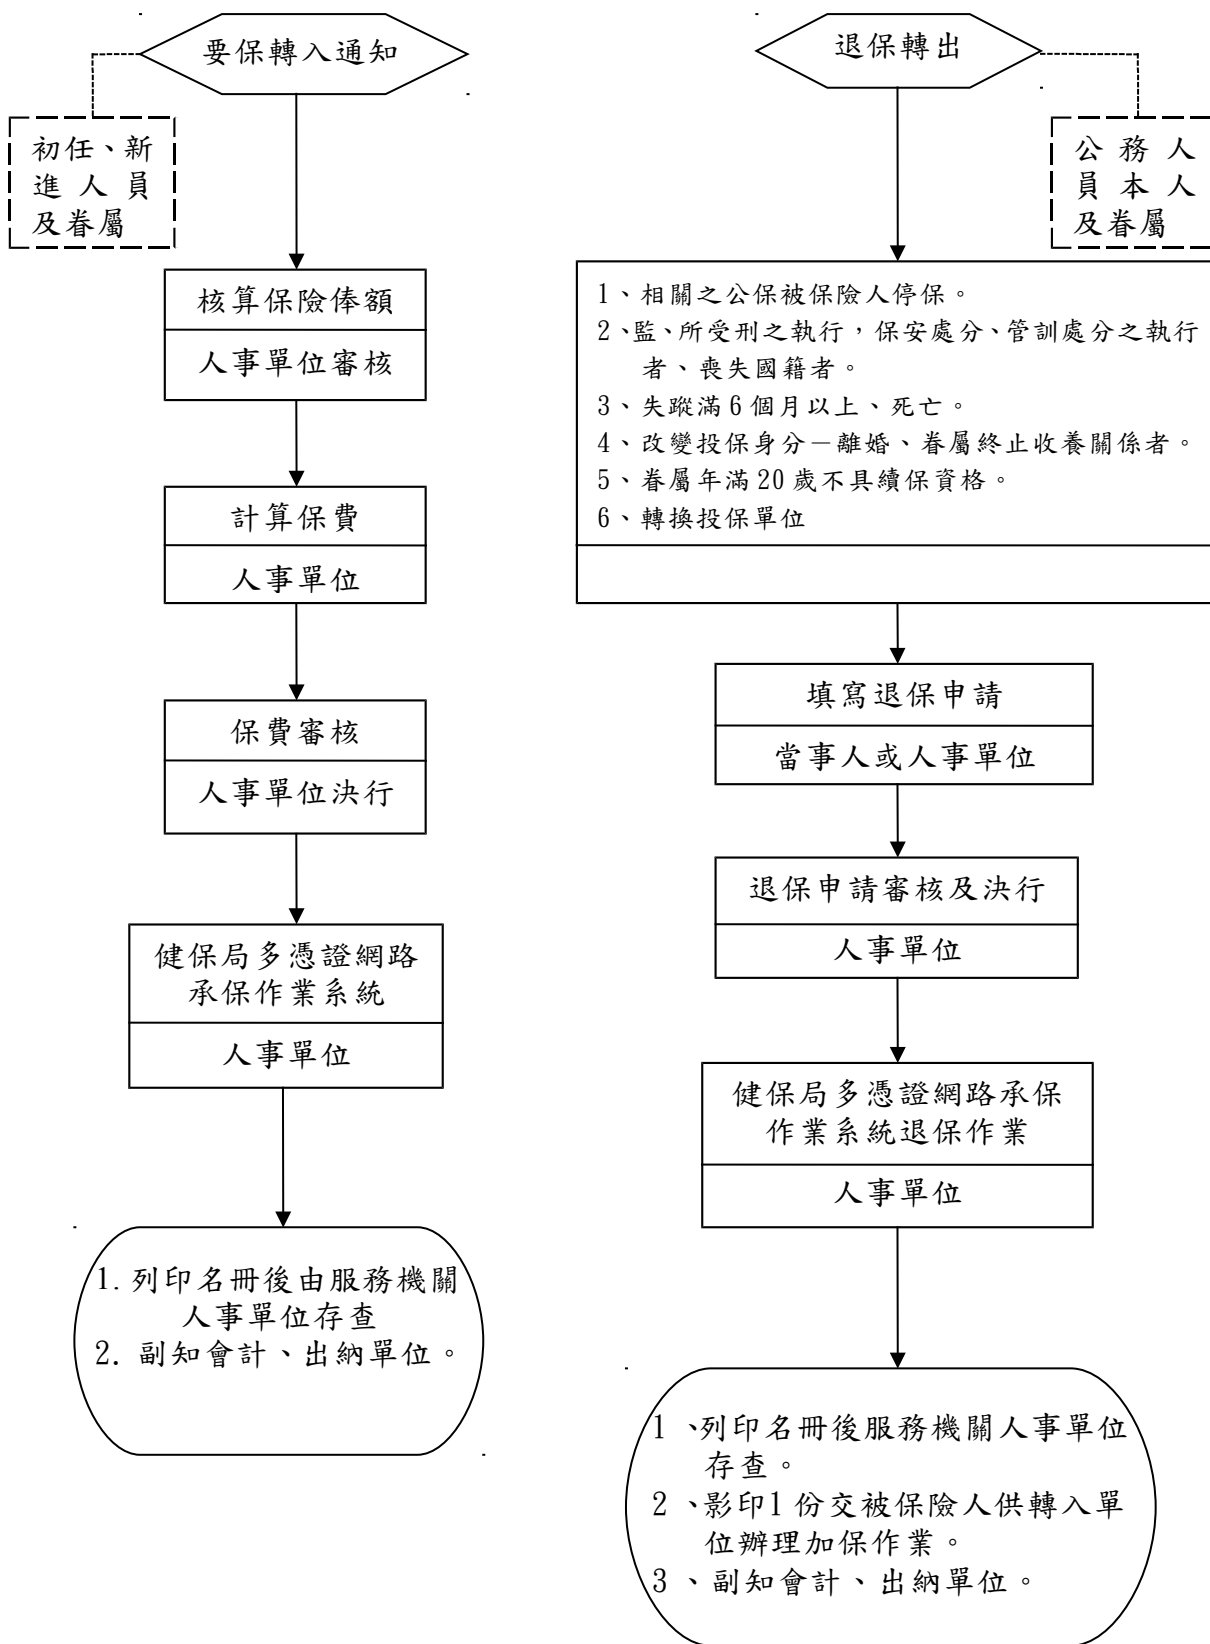 要保轉入通知
初任、新
進人員
及眷屬
核算保險俸額
人事單位審核
計算保費
人事單位
保費審核
人事單位決行
健保局多憑證網路
承保作業系統
人事單位
1. 列印名冊後由服務機關
人事單位存查
2. 副知會計、出納單位。
退保轉出
公務人
員本人
及眷屬
1、相關之公保被保險人停保。
2、監、所受刑之執行，保安處分、管訓處分之執行
者、喪失國籍者。
3、失蹤滿6個月以上、死亡。
4、改變投保身分－離婚、眷屬終止收養關係者。
5、眷屬年滿20歲不具續保資格。
6、轉換投保單位
填寫退保申請
當事人或人事單位
退保申請審核及決行
人事單位
健保局多憑證網路承保
作業系統退保作業
人事單位
1、列印名冊後服務機關人事單位
存查。
2、影印1份交被保險人供轉入單
位辦理加保作業。
3、副知會計、出納單位。